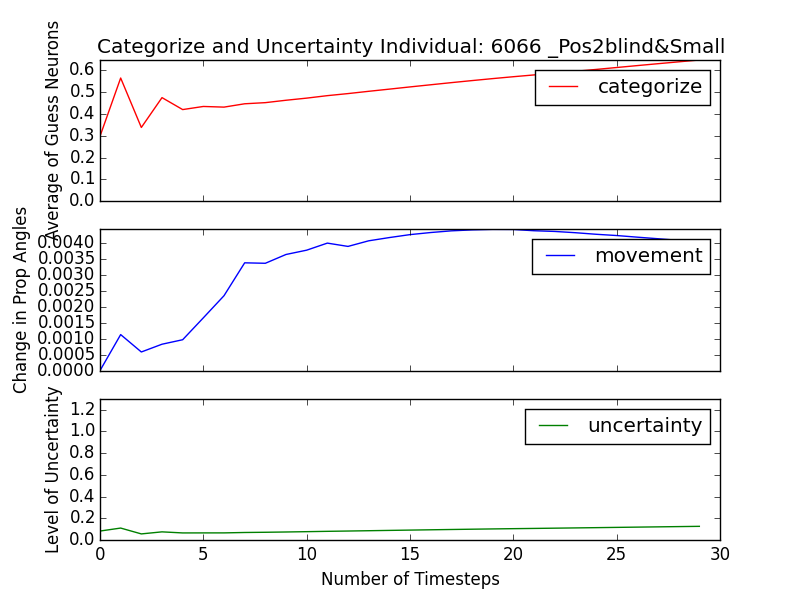 Categorize and Uncertainty Individual: 6066 _Pos2blind&Small
Average of Guess Neurons
0.6
0.5
0.4
0.3
0.2
0.1
0.0
categorize
Change in Prop Angles
0.0040
0.0035
0.0030
0.0025
0.0020
0.0015
0.0010
0.0005
0.0000
movement
Level of Uncertainty
1.2
1.0
0.8
0.6
0.4
0.2
0.0
uncertainty
0 5 10 15 20 25 30
Number of Timesteps